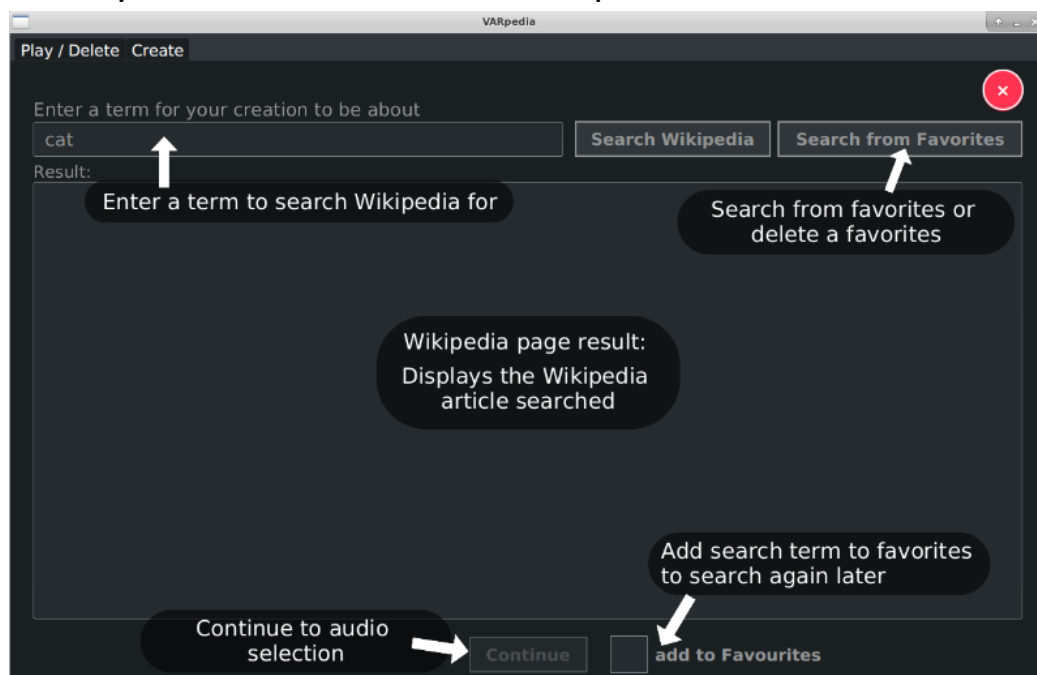 VARpedia
Play / Delete Create
×
Enter a term for your creation to be about
cat
Search Wikipedia
Search from Favorites
Result:
Enter a term to search Wikipedia for
Search from favorites or
delete a favorites
Wikipedia page result:
Displays the Wikipedia
article searched
Add search term to favorites
to search again later
Continue to audio
selection
Continue
add to Favourites